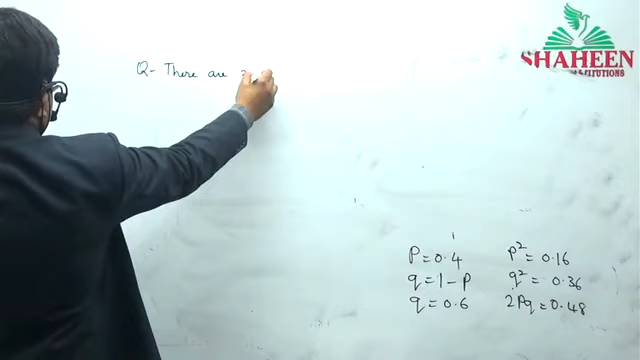 SHAHEEN
Q- There are
P = 0.4
q = 1 - P
q = 0.6
p² = 0.16
q² = 0.36
2Pq = 0.48